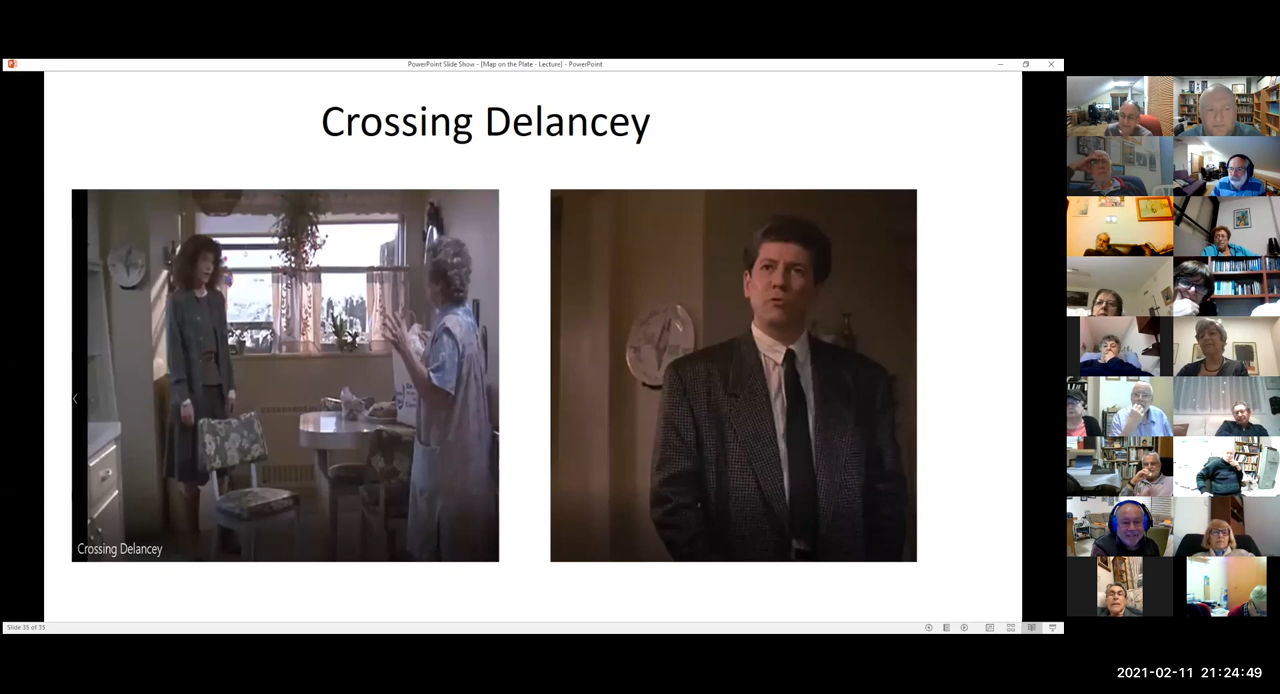 PowerPoint Slide Show - [Map on the Plate - Lecture] - PowerPoint
Crossing Delancey
Crossing Delancey
Slide 35 of 35
2021-02-11 21:24:49